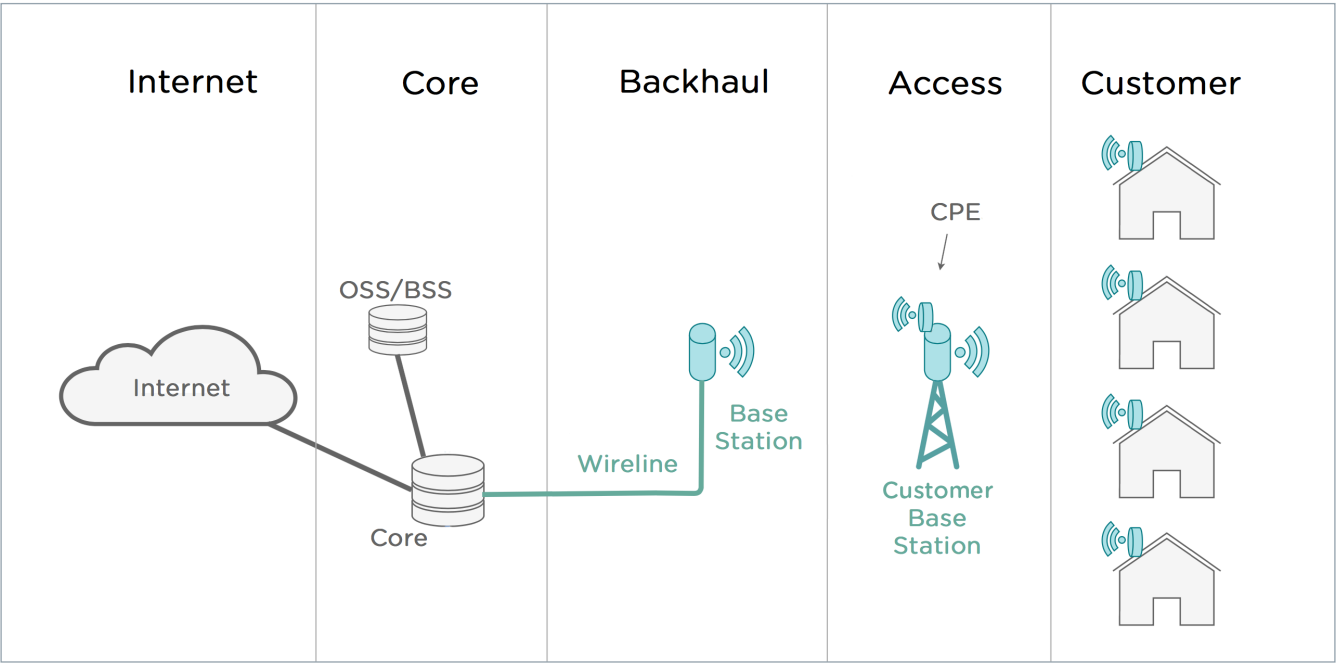 Internet
Core
Backhaul
Access
Customer
CPE
OSS/BSS
Internet
Base
Station
Wireline
Core
Customer
Base
Station